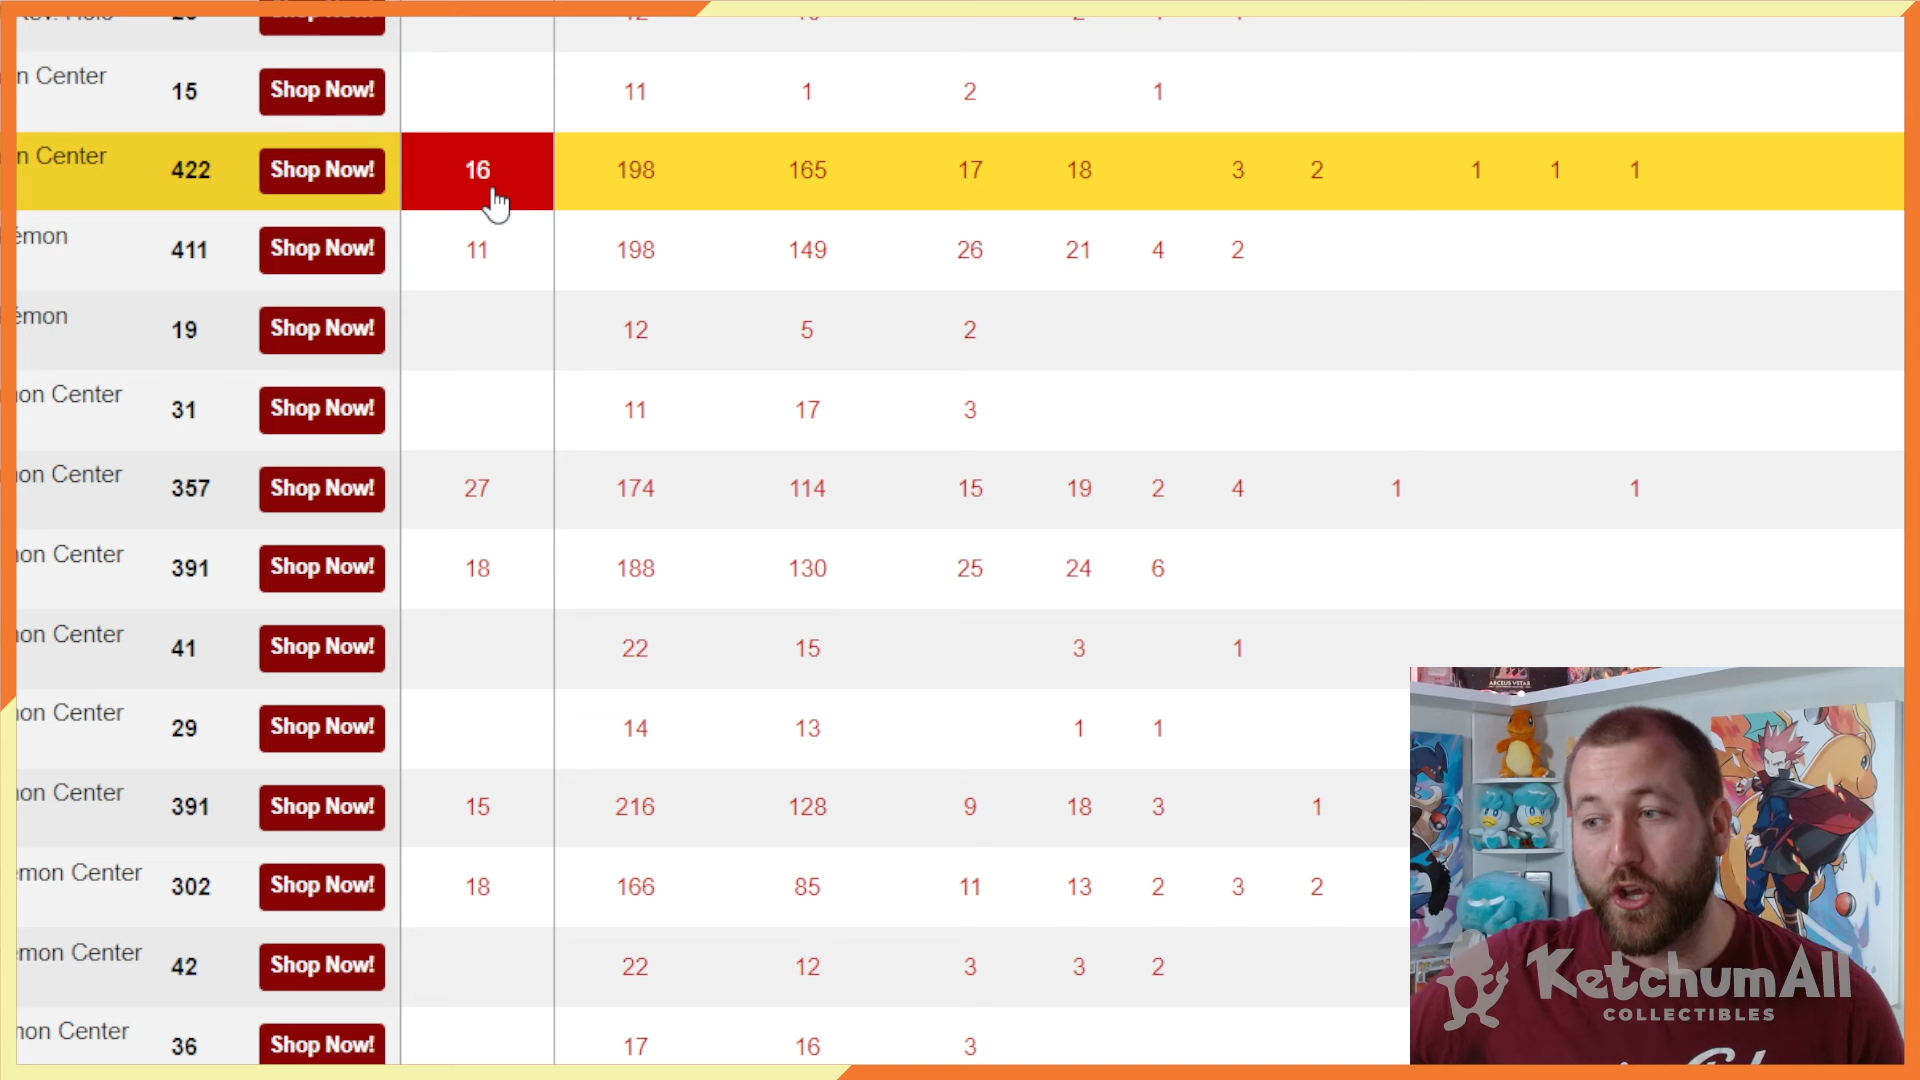 n Center 15 Shop Now! 11 1 2 1
n Center 422 Shop Now! 16 198 165 17 18 3 2 1 1 1
émon 411 Shop Now! 11 198 149 26 21 4 2
émon 19 Shop Now! 12 5 2
on Center 31 Shop Now! 11 17 3
on Center 357 Shop Now! 27 174 114 15 19 2 4 1 1
on Center 391 Shop Now! 18 188 130 25 24 6
on Center 41 Shop Now! 22 15 3 1
on Center 29 Shop Now! 14 13 1 1
on Center 391 Shop Now! 15 216 128 9 18 3 1
mon Center 302 Shop Now! 18 166 85 11 13 2 3 2
mon Center 42 Shop Now! 22 12 3 3 2
non Center 36 Shop Now! 17 16 3
ARCEUS VSTAR
KetchumAll
COLLECTIBLES